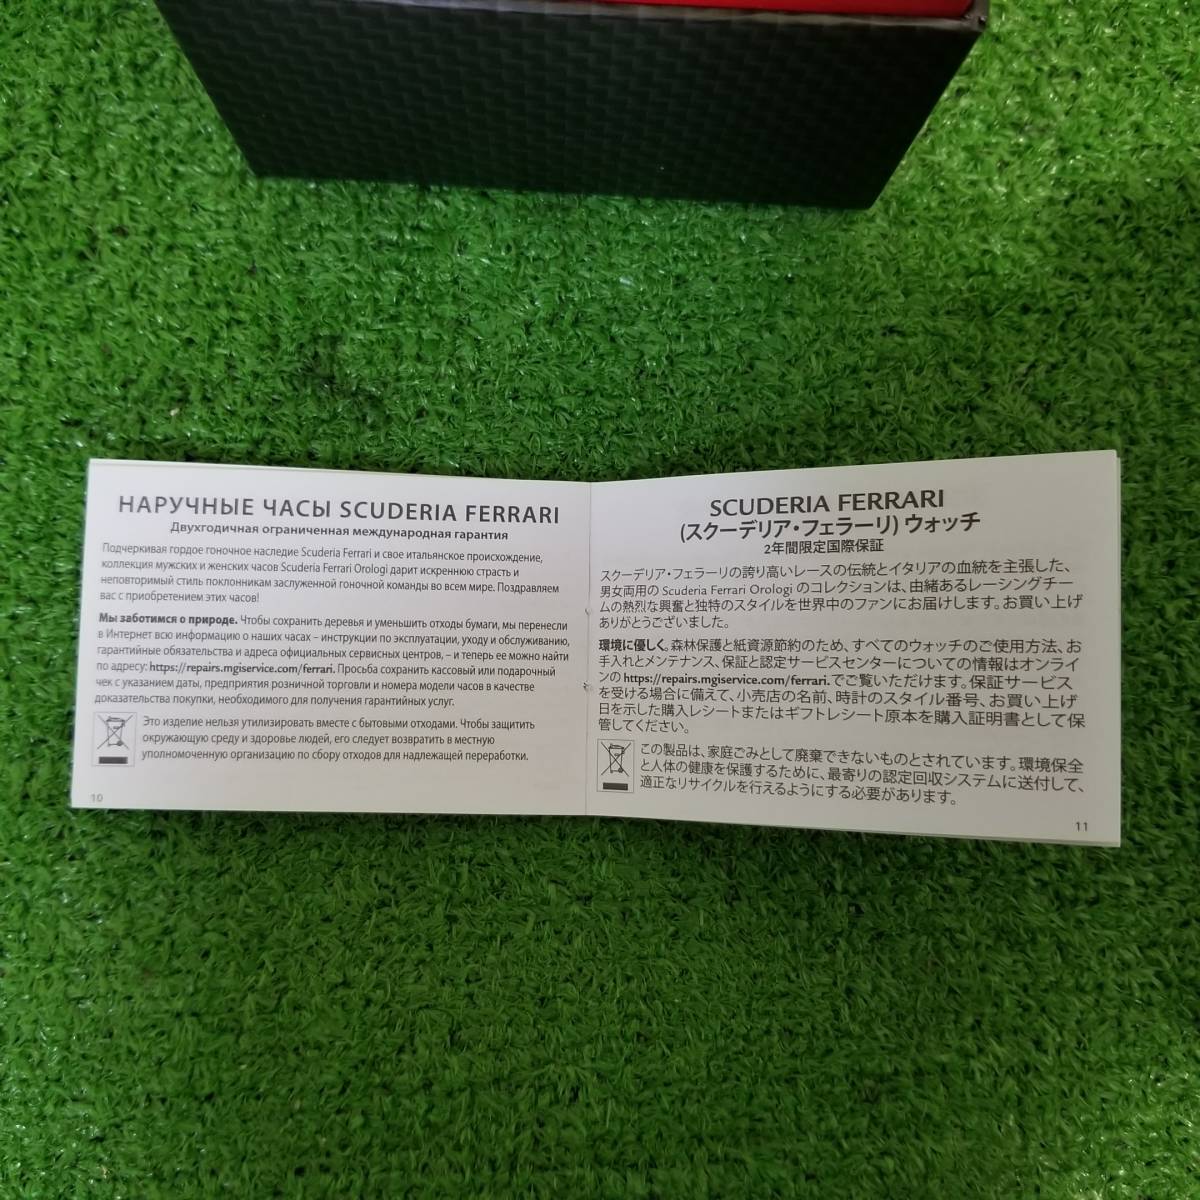 НАРУЧНЫЕ ЧАСЫ SCUDERIA FERRARI
Двухгодичная ограниченная международная гарантия
Подчеркивая гордое гоночное наследие Scuderia Ferrari и свое итальянское происхождение,
коллекция мужских и женских часов Scuderia Ferrari Orologi дарит искреннюю страсть и
неповторимый стиль поклонникам заслуженной гоночной команды во всем мире. Поздравляем
вас с приобретением этих часов!
Мы заботимся о природе. Чтобы сохранить деревья и уменьшить отходы бумаги, мы перенесли
в Интернет всю информацию о наших часах – инструкции по эксплуатации, уходу и обслуживанию,
гарантийные обязательства и адреса официальных сервисных центров, – и теперь ее можно найти
по адресу: https://repairs.mgiservice.com/ferrari. Просьба сохранить кассовый или подарочный
чек с указанием даты, предприятия розничной торговли и номера модели часов в качестве
доказательства покупки, необходимого для получения гарантийных услуг.
Это изделие нельзя утилизировать вместе с бытовыми отходами. Чтобы защитить
окружающую среду и здоровье людей, его следует возвратить в местную
уполномоченную организацию по сбору отходов для надлежащей переработки.
10
SCUDERIA FERRARI
(スクーデリア・フェラーリ) ウォッチ
2年間限定国際保証
スクーデリア・フェラーリの誇り高いレースの伝統とイタリアの血統を主張した、
男女両用の Scuderia Ferrari Orologi のコレクションは、由緒あるレーシングチー
ムの熱烈な興奮と独特のスタイルを世界中のファンにお届けします。お買い上げ
ありがとうございました。
環境に優しく。森林保護と紙資源節約のため、すべてのウォッチのご使用方法、お
手入れとメンテナンス、保証と認定サービスセンターについての情報はオンライ
ンの https://repairs.mgiservice.com/ferrari. でご覧いただけます。保証サービス
を受ける場合に備えて、小売店の名前、時計のスタイル番号、お買い上げ
日を示した購入レシートまたはギフトレシート原本を購入証明書として保
管してください。
この製品は、家庭ごみとして廃棄できないものとされています。環境保全
と人体の健康を保護するために、最寄りの認定回収システムに送付して、
適正なリサイクルを行えるようにする必要があります。
11